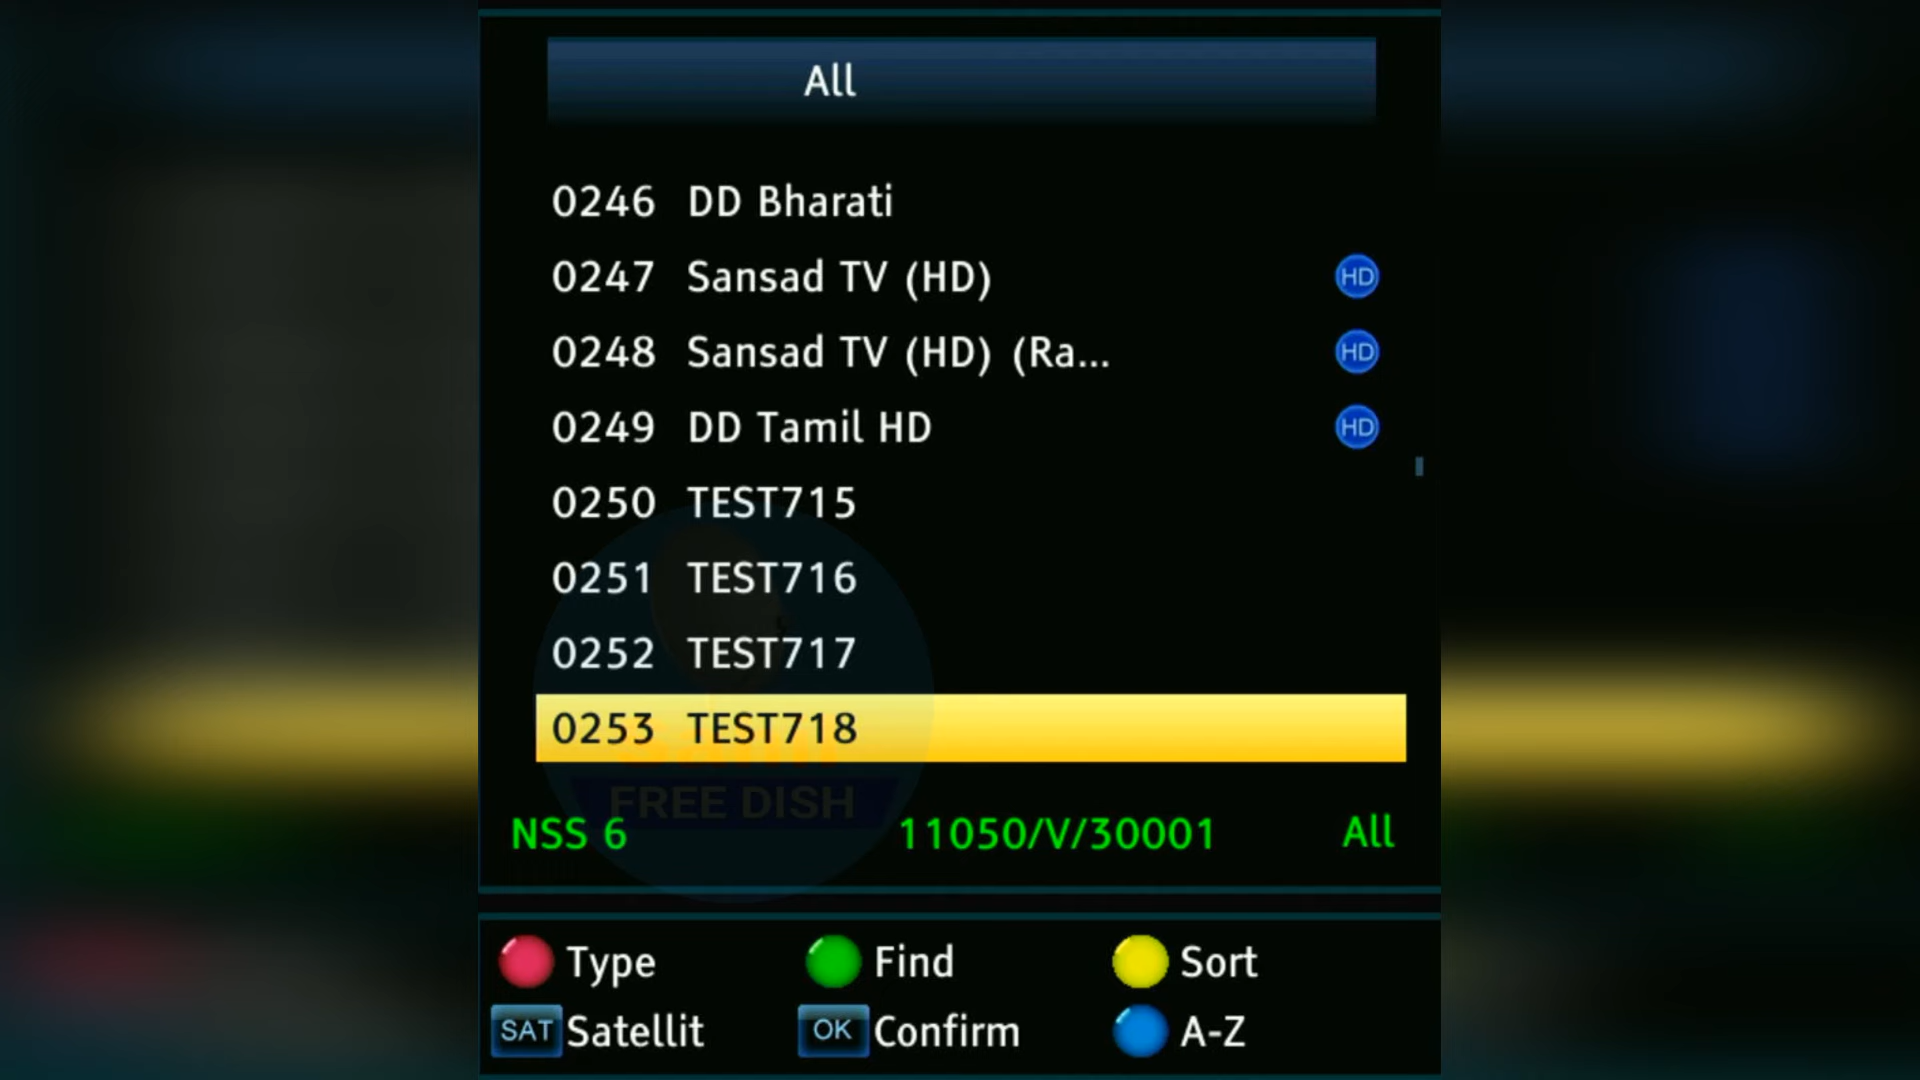 All
0246 DD Bharati
0247 Sansad TV (HD) HD
0248 Sansad TV (HD) (Ra... HD
0249 DD Tamil HD HD
0250 TEST715
0251 TEST716
0252 TEST717
0253 TEST718
FREE DISH
NSS 6 11050/V/30001 All
Type Find Sort
SAT Satellit OK Confirm A-Z